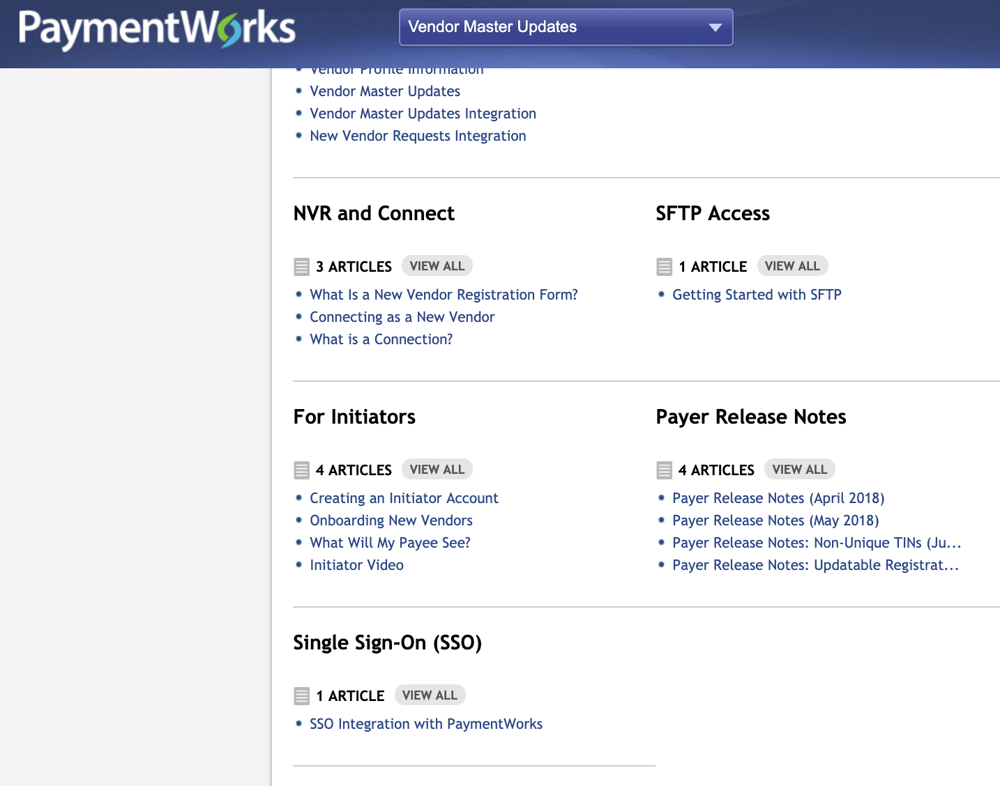 PaymentWorks
Vendor Master Updates
Vendor Profile Information
Vendor Master Updates
Vendor Master Updates Integration
New Vendor Requests Integration
NVR and Connect
3 ARTICLES VIEW ALL
What Is a New Vendor Registration Form?
Connecting as a New Vendor
What is a Connection?
SFTP Access
1 ARTICLE VIEW ALL
Getting Started with SFTP
For Initiators
4 ARTICLES VIEW ALL
Creating an Initiator Account
Onboarding New Vendors
What Will My Payee See?
Initiator Video
Payer Release Notes
4 ARTICLES VIEW ALL
Payer Release Notes (April 2018)
Payer Release Notes (May 2018)
Payer Release Notes: Non-Unique TINs (Ju...
Payer Release Notes: Updatable Registrat...
Single Sign-On (SSO)
1 ARTICLE VIEW ALL
SSO Integration with PaymentWorks